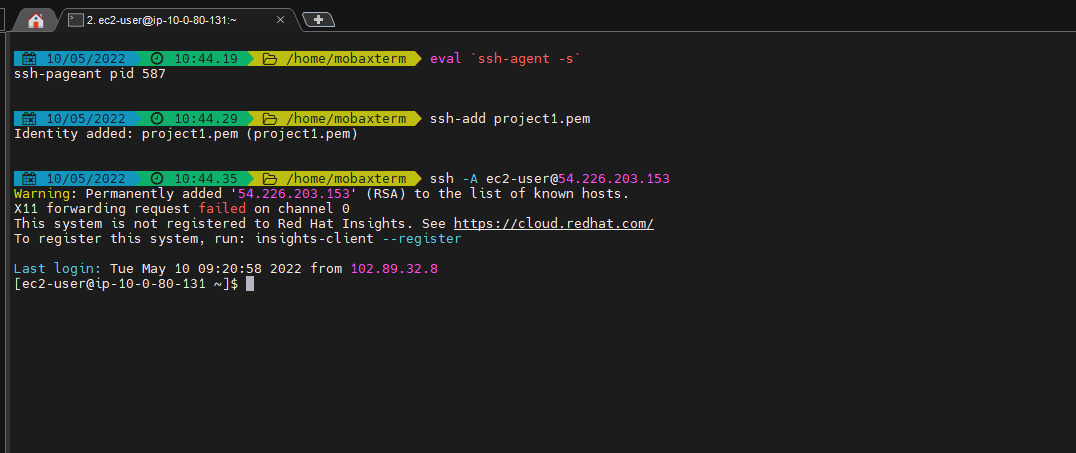 2. ec2-user@ip-10-0-80-131:~
10/05/2022 10:44.19 /home/mobaxterm eval `ssh-agent -s`
ssh-pageant pid 587
10/05/2022 10:44.29 /home/mobaxterm ssh-add project1.pem
Identity added: project1.pem (project1.pem)
10/05/2022 10:44.35 /home/mobaxterm ssh -A ec2-user@54.226.203.153
Warning: Permanently added '54.226.203.153' (RSA) to the list of known hosts.
X11 forwarding request failed on channel 0
This system is not registered to Red Hat Insights. See https://cloud.redhat.com/
To register this system, run: insights-client --register
Last login: Tue May 10 09:20:58 2022 from 102.89.32.8
[ec2-user@ip-10-0-80-131 ~]$